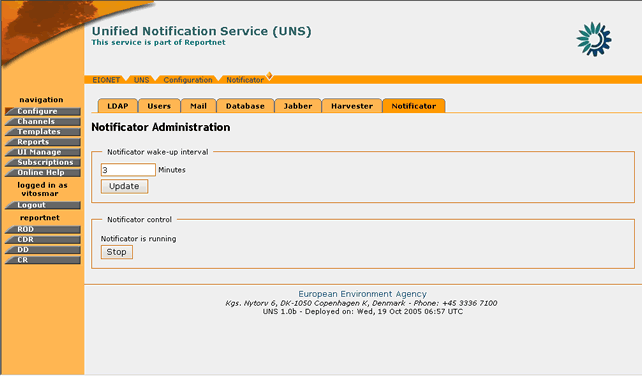 Unified Notification Service (UNS)
This service is part of Reportnet
EIONET UNS Configuration Notificator
navigation
Configure
Channels
Templates
Reports
UI Manage
Subscriptions
Online Help
logged in as
vitosmar
Logout
reportnet
ROD
CDR
DD
CR
LDAP Users Mail Database Jabber Harvester Notificator
Notificator Administration
Notificator wake-up interval
3 Minutes
Update
Notificator control
Notificator is running
Stop
European Environment Agency
Kgs. Nytorv 6, DK-1050 Copenhagen K, Denmark - Phone: +45 3336 7100
UNS 1.0b - Deployed on: Wed, 19 Oct 2005 06:57 UTC